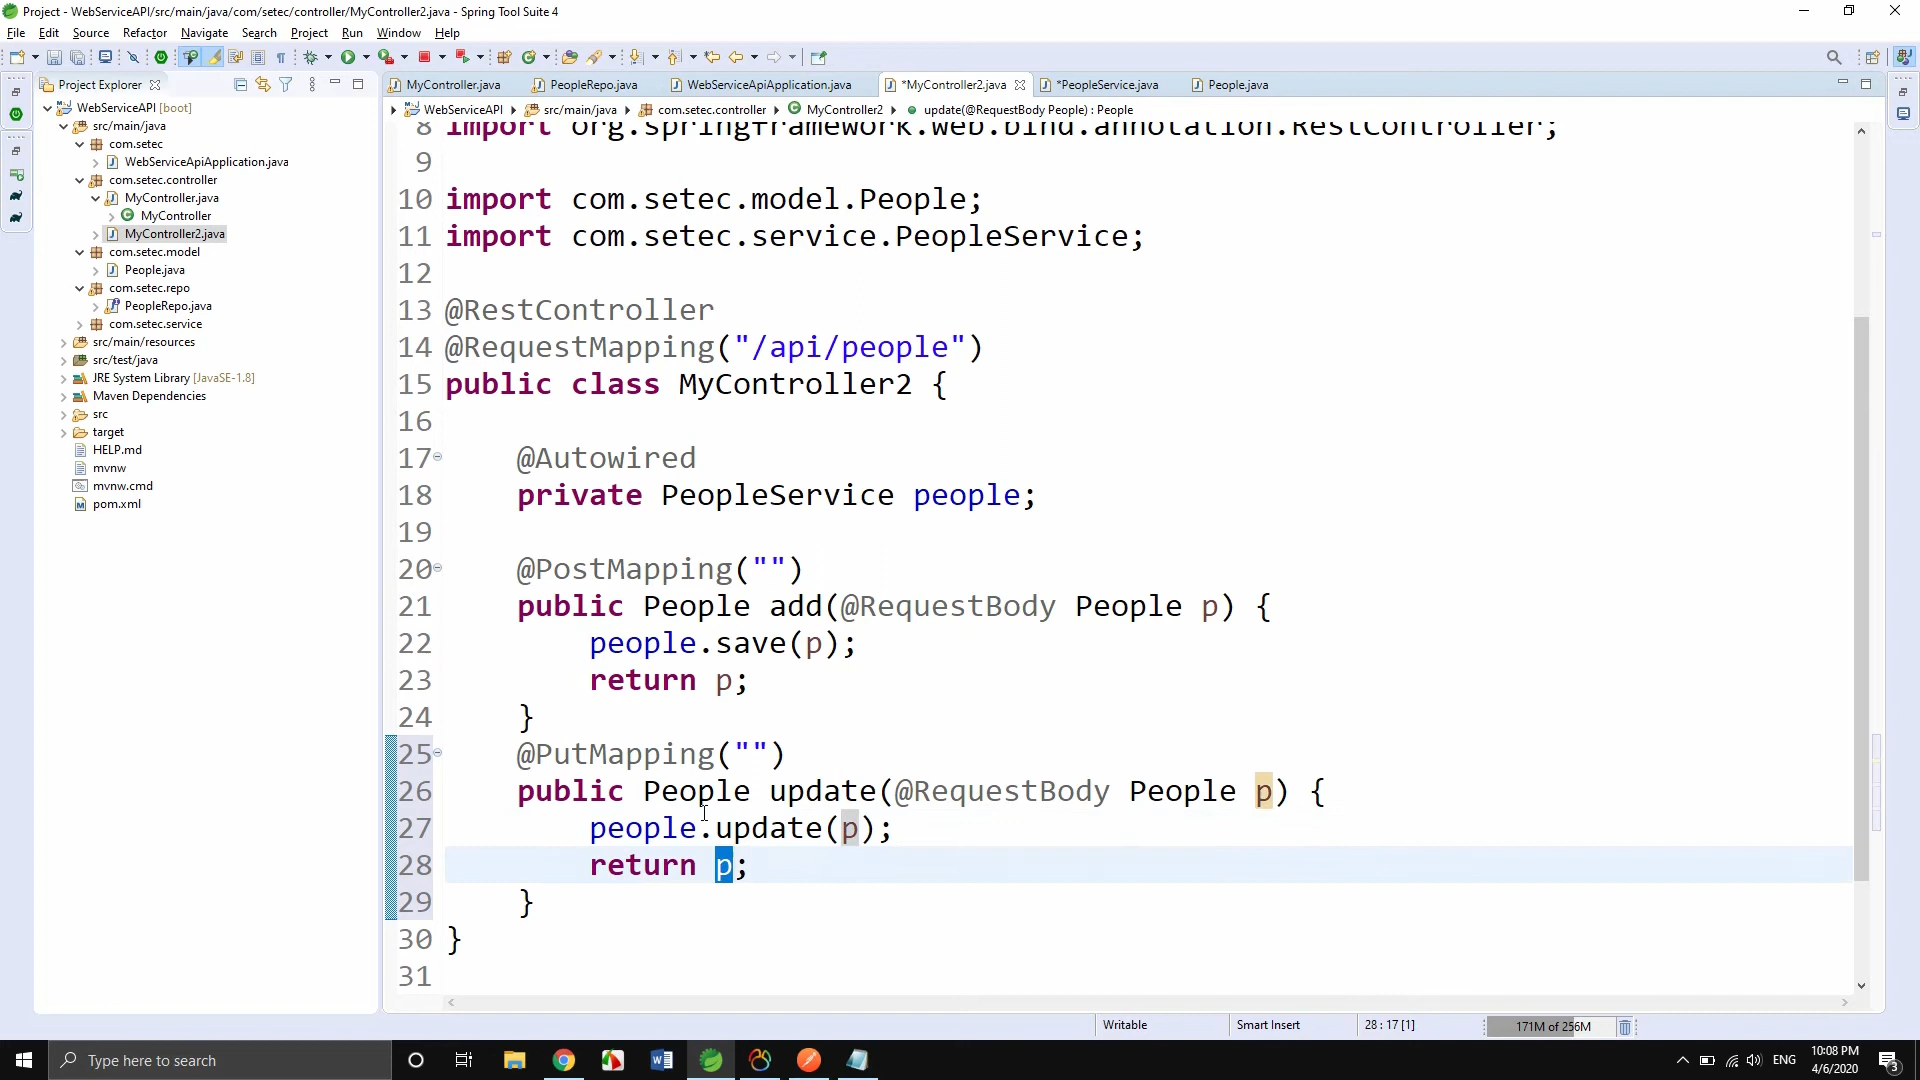 Project - WebServiceAPI/src/main/java/com/setec/controller/MyController2.java - Spring Tool Suite 4
File Edit Source Refactor Navigate Search Project Run Window Help
Project Explorer
WebServiceAPI [boot]
src/main/java
com.setec
WebServiceApiApplication.java
com.setec.controller
MyController.java
MyController
MyController2.java
com.setec.model
People.java
com.setec.repo
PeopleRepo.java
com.setec.service
src/main/resources
src/test/java
JRE System Library [JavaSE-1.8]
Maven Dependencies
src
target
HELP.md
mvnw
mvnw.cmd
pom.xml
MyController.java PeopleRepo.java WebServiceApiApplication.java *MyController2.java *PeopleService.java People.java
WebServiceAPI src/main/java com.setec.controller MyController2 update(@RequestBody People) : People
8 import org.springframework.web.bind.annotation.RestController;
9
10 import com.setec.model.People;
11 import com.setec.service.PeopleService;
12
13 @RestController
14 @RequestMapping("/api/people")
15 public class MyController2 {
16
17 @Autowired
18 private PeopleService people;
19
20 @PostMapping("")
21 public People add(@RequestBody People p) {
22 people.save(p);
23 return p;
24 }
25 @PutMapping("")
26 public People update(@RequestBody People p) {
27 people.update(p);
28 return p;
29 }
30 }
31
Writable Smart Insert 28 : 17 [1] 171M of 256M
Type here to search
ENG
10:08 PM
4/6/2020
3